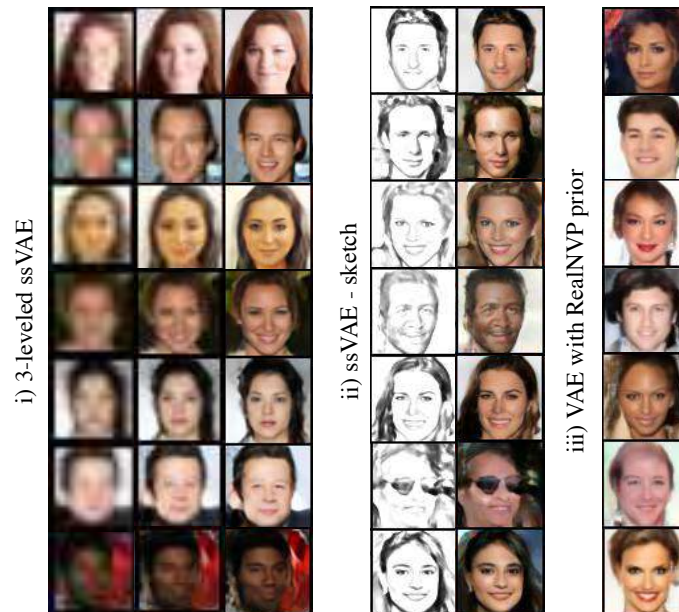 i) 3-leveled ssVAE
ii) ssVAE - sketch
iii) VAE with RealNVP prior